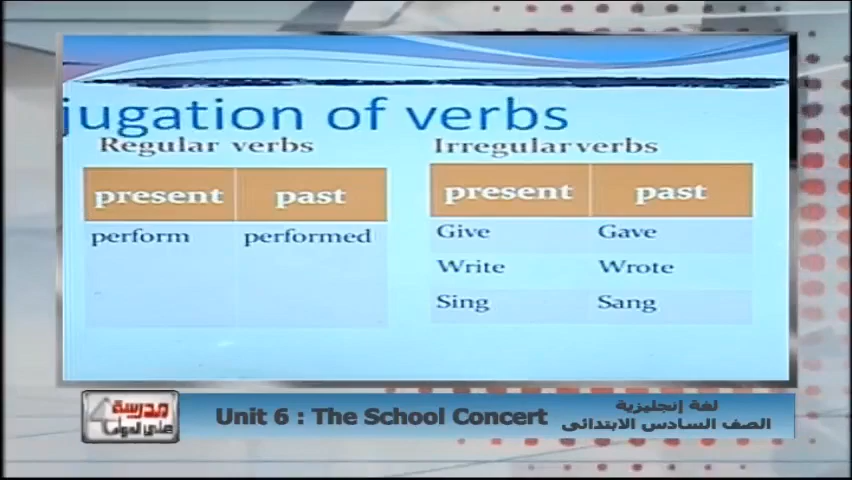 jugation of verbs
Regular verbs
Irregular verbs
present past
perform performed
present past
Give Gave
Write Wrote
Sing Sang
مدرسة
على الهواء
Unit 6 : The School Concert
لغة إنجليزية
الصف السادس الابتدائى